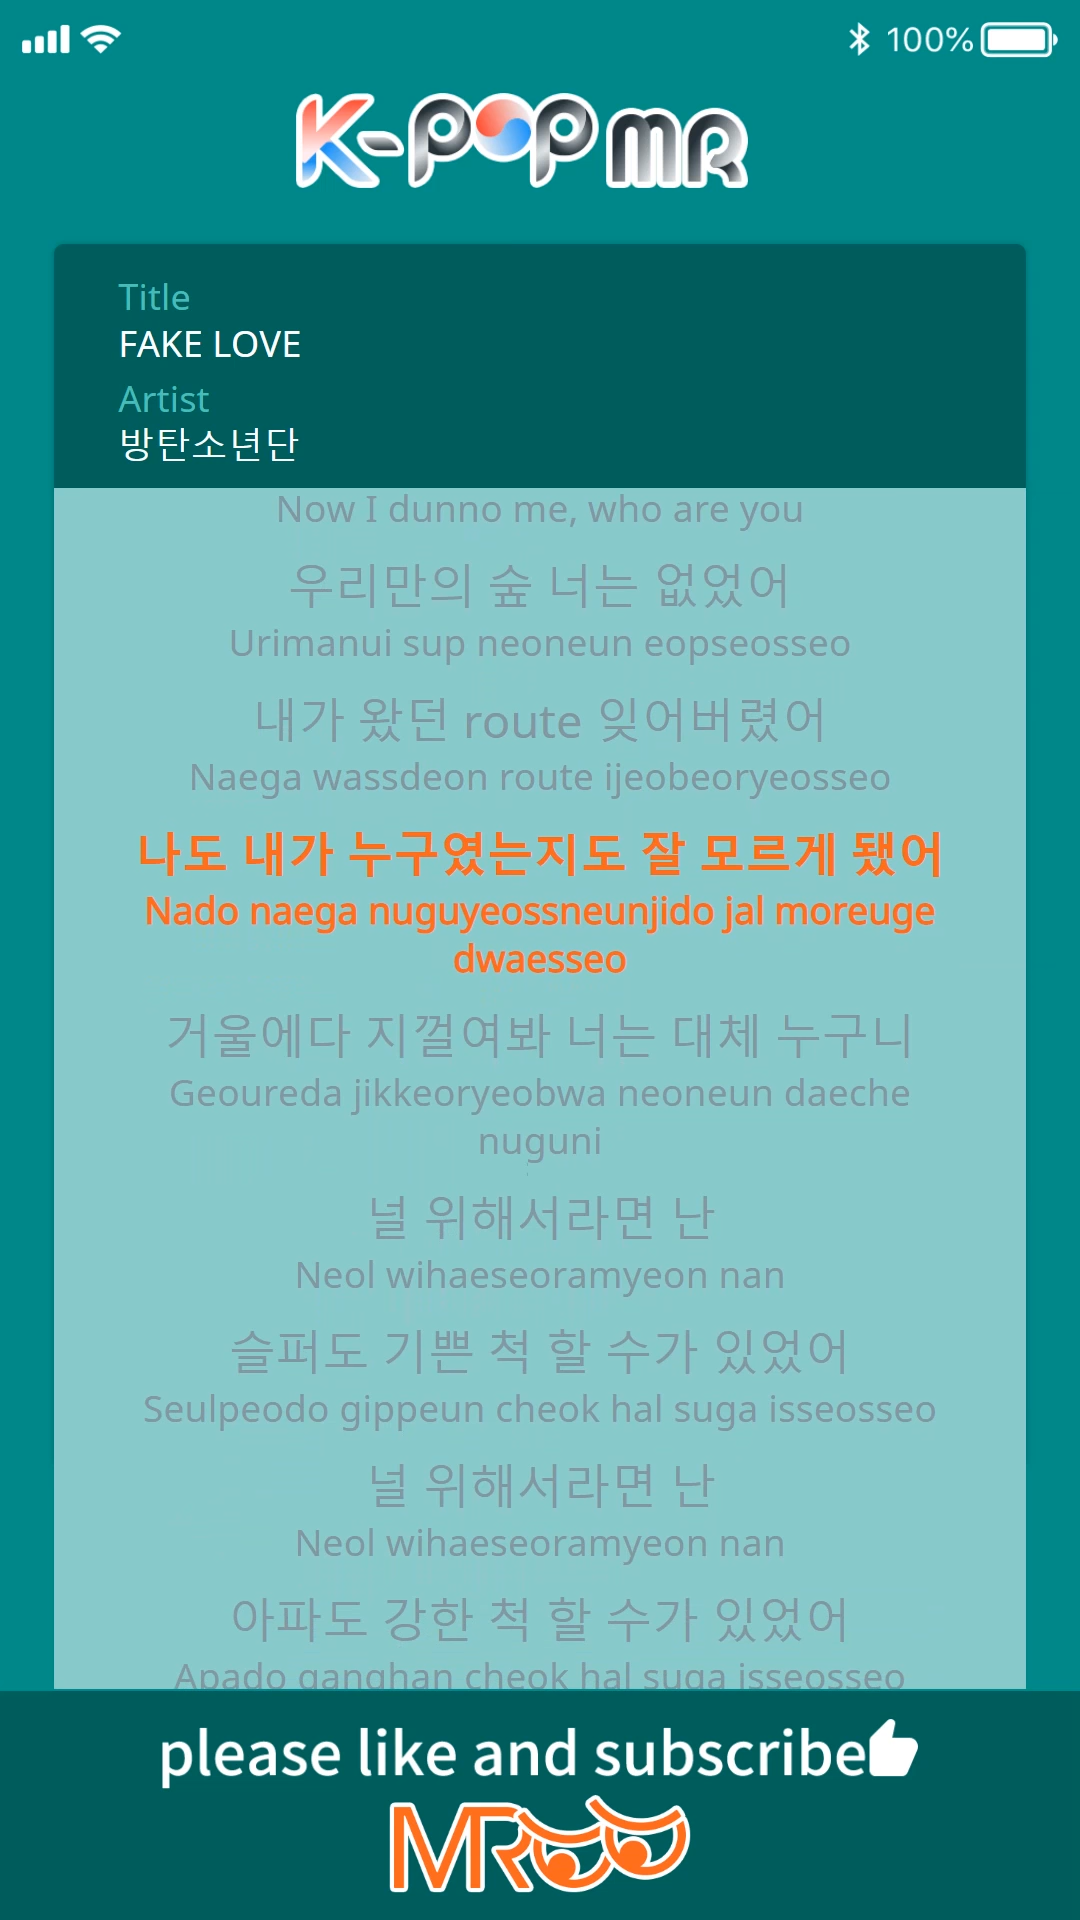 100%
K-POP MR
Title
FAKE LOVE
Artist
방탄소년단
Now I dunno me, who are you
우리만의 숲 너는 없었어
Urimanui sup neoneun eopseosseo
내가 왔던 route 잊어버렸어
Naega wassdeon route ijeobeoryeosseo
나도 내가 누구였는지도 잘 모르게 됐어
Nado naega nuguyeossneunjido jal moreuge
dwaesseo
거울에다 지껄여봐 너는 대체 누구니
Geoureda jikkeoryeobwa neoneun daeche
nuguni
널 위해서라면 난
Neol wihaeseoramyeon nan
슬퍼도 기쁜 척 할 수가 있었어
Seulpeodo gippeun cheok hal suga isseosseo
널 위해서라면 난
Neol wihaeseoramyeon nan
아파도 강한 척 할 수가 있었어
Apado ganghan cheok hal suga isseosseo
please like and subscribe
MR